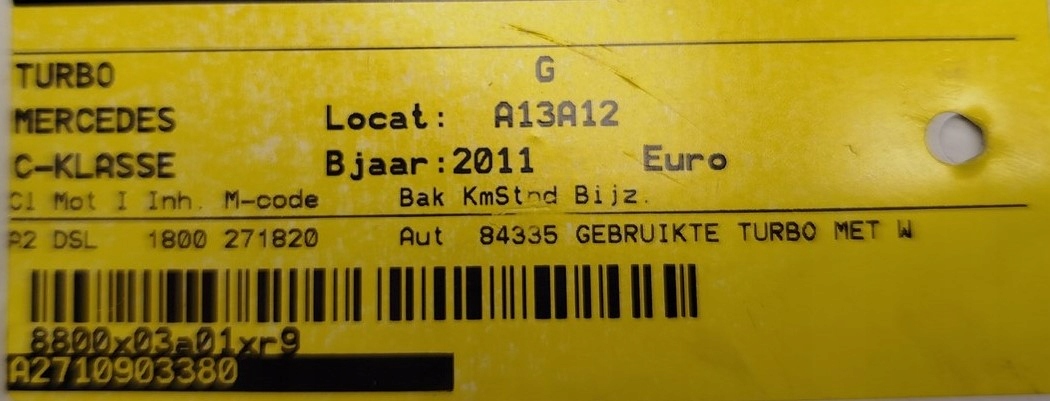 TURBO G
MERCEDES Locat: A13A12
C-KLASSE Bjaar:2011 Euro
Cl Mot I Inh. M-code Bak KmStnd Bijz.
A2 DSL 1800 271820 Aut 84335 GEBRUIKTE TURBO MET W
8800x03a01xr9
A2710903380